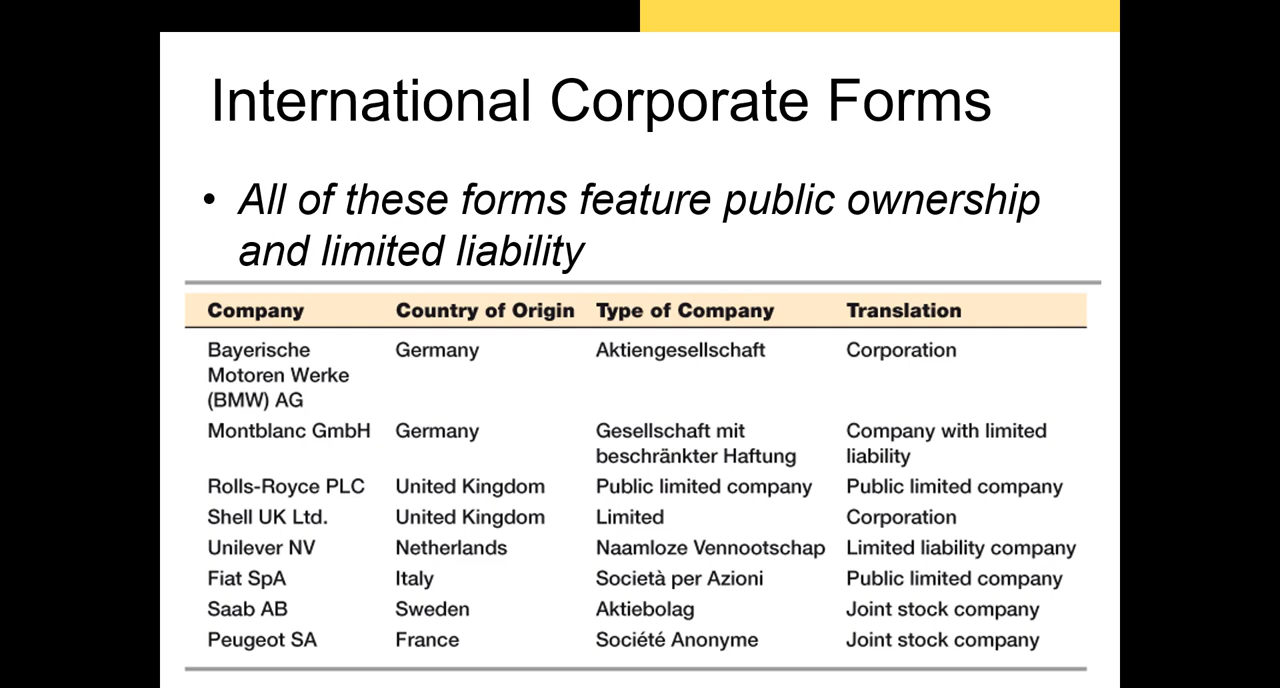 International Corporate Forms
• All of these forms feature public ownership
and limited liability
Company Country of Origin Type of Company Translation
Bayerische Germany Aktiengesellschaft Corporation
Motoren Werke
(BMW) AG
Montblanc GmbH Germany Gesellschaft mit Company with limited
beschränkter Haftung liability
Rolls-Royce PLC United Kingdom Public limited company Public limited company
Shell UK Ltd. United Kingdom Limited Corporation
Unilever NV Netherlands Naamloze Vennootschap Limited liability company
Fiat SpA Italy Società per Azioni Public limited company
Saab AB Sweden Aktiebolag Joint stock company
Peugeot SA France Société Anonyme Joint stock company